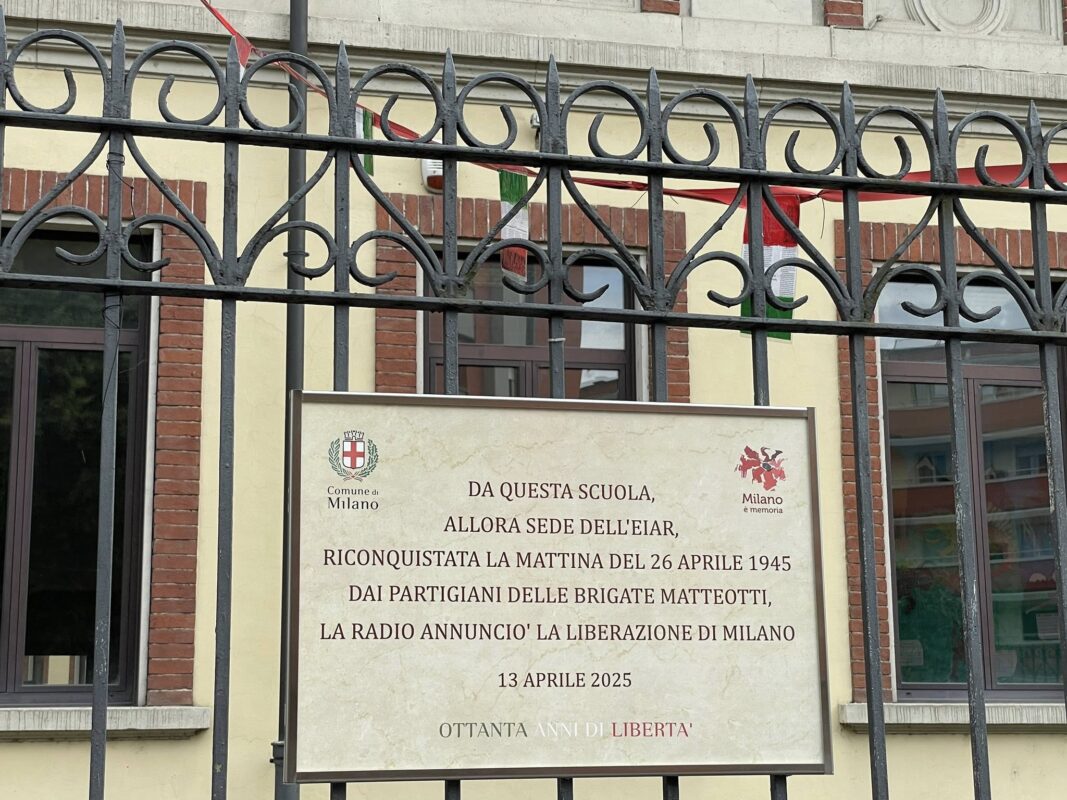 Comune di
Milano
Milano
è memoria
DA QUESTA SCUOLA,
ALLORA SEDE DELL'EIAR,
RICONQUISTATA LA MATTINA DEL 26 APRILE 1945
DAI PARTIGIANI DELLE BRIGATE MATTEOTTI,
LA RADIO ANNUNCIO' LA LIBERAZIONE DI MILANO
13 APRILE 2025
OTTANTA ANNI DI LIBERTA'